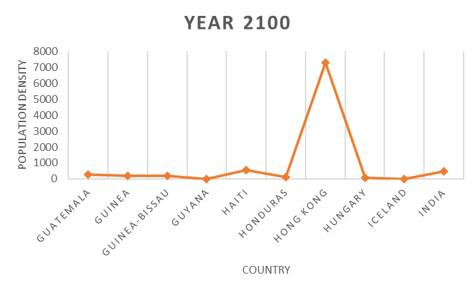 YEAR 2100
POPULATION DENSITY
8000
7000
6000
5000
4000
3000
2000
1000
0
GUATEMALA
GUINEA
GUINEA-BISSAU
GUYANA
HAITI
HONDURAS
HONG KONG
HUNGARY
ICELAND
INDIA
COUNTRY